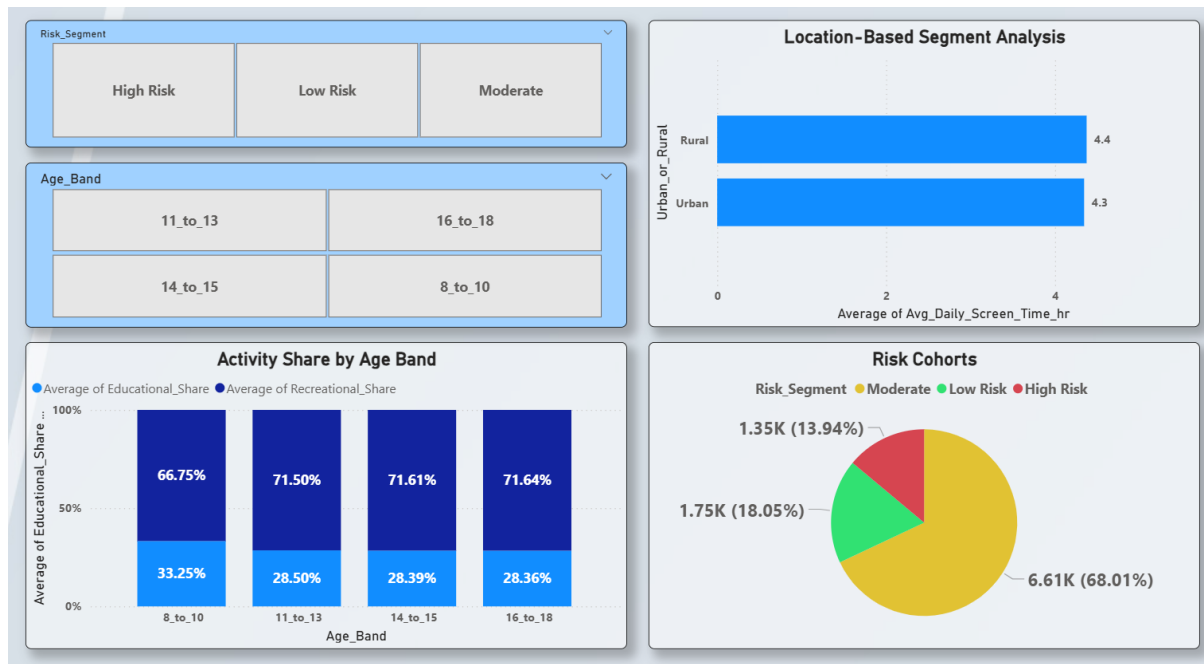 Risk_Segment
High Risk
Low Risk
Moderate
Age_Band
11_to_13
16_to_18
14_to_15
8_to_10
Location-Based Segment Analysis
Urban_or_Rural
Rural
4.4
Urban
4.3
0
2
4
Average of Avg_Daily_Screen_Time_hr
Activity Share by Age Band
Average of Educational_Share
Average of Recreational_Share
Average of Educational_Share ...
100%
50%
0%
66.75%
71.50%
71.61%
71.64%
33.25%
28.50%
28.39%
28.36%
8_to_10
11_to_13
14_to_15
16_to_18
Age_Band
Risk Cohorts
Risk_Segment
Moderate
Low Risk
High Risk
1.35K (13.94%)
1.75K (18.05%)
6.61K (68.01%)